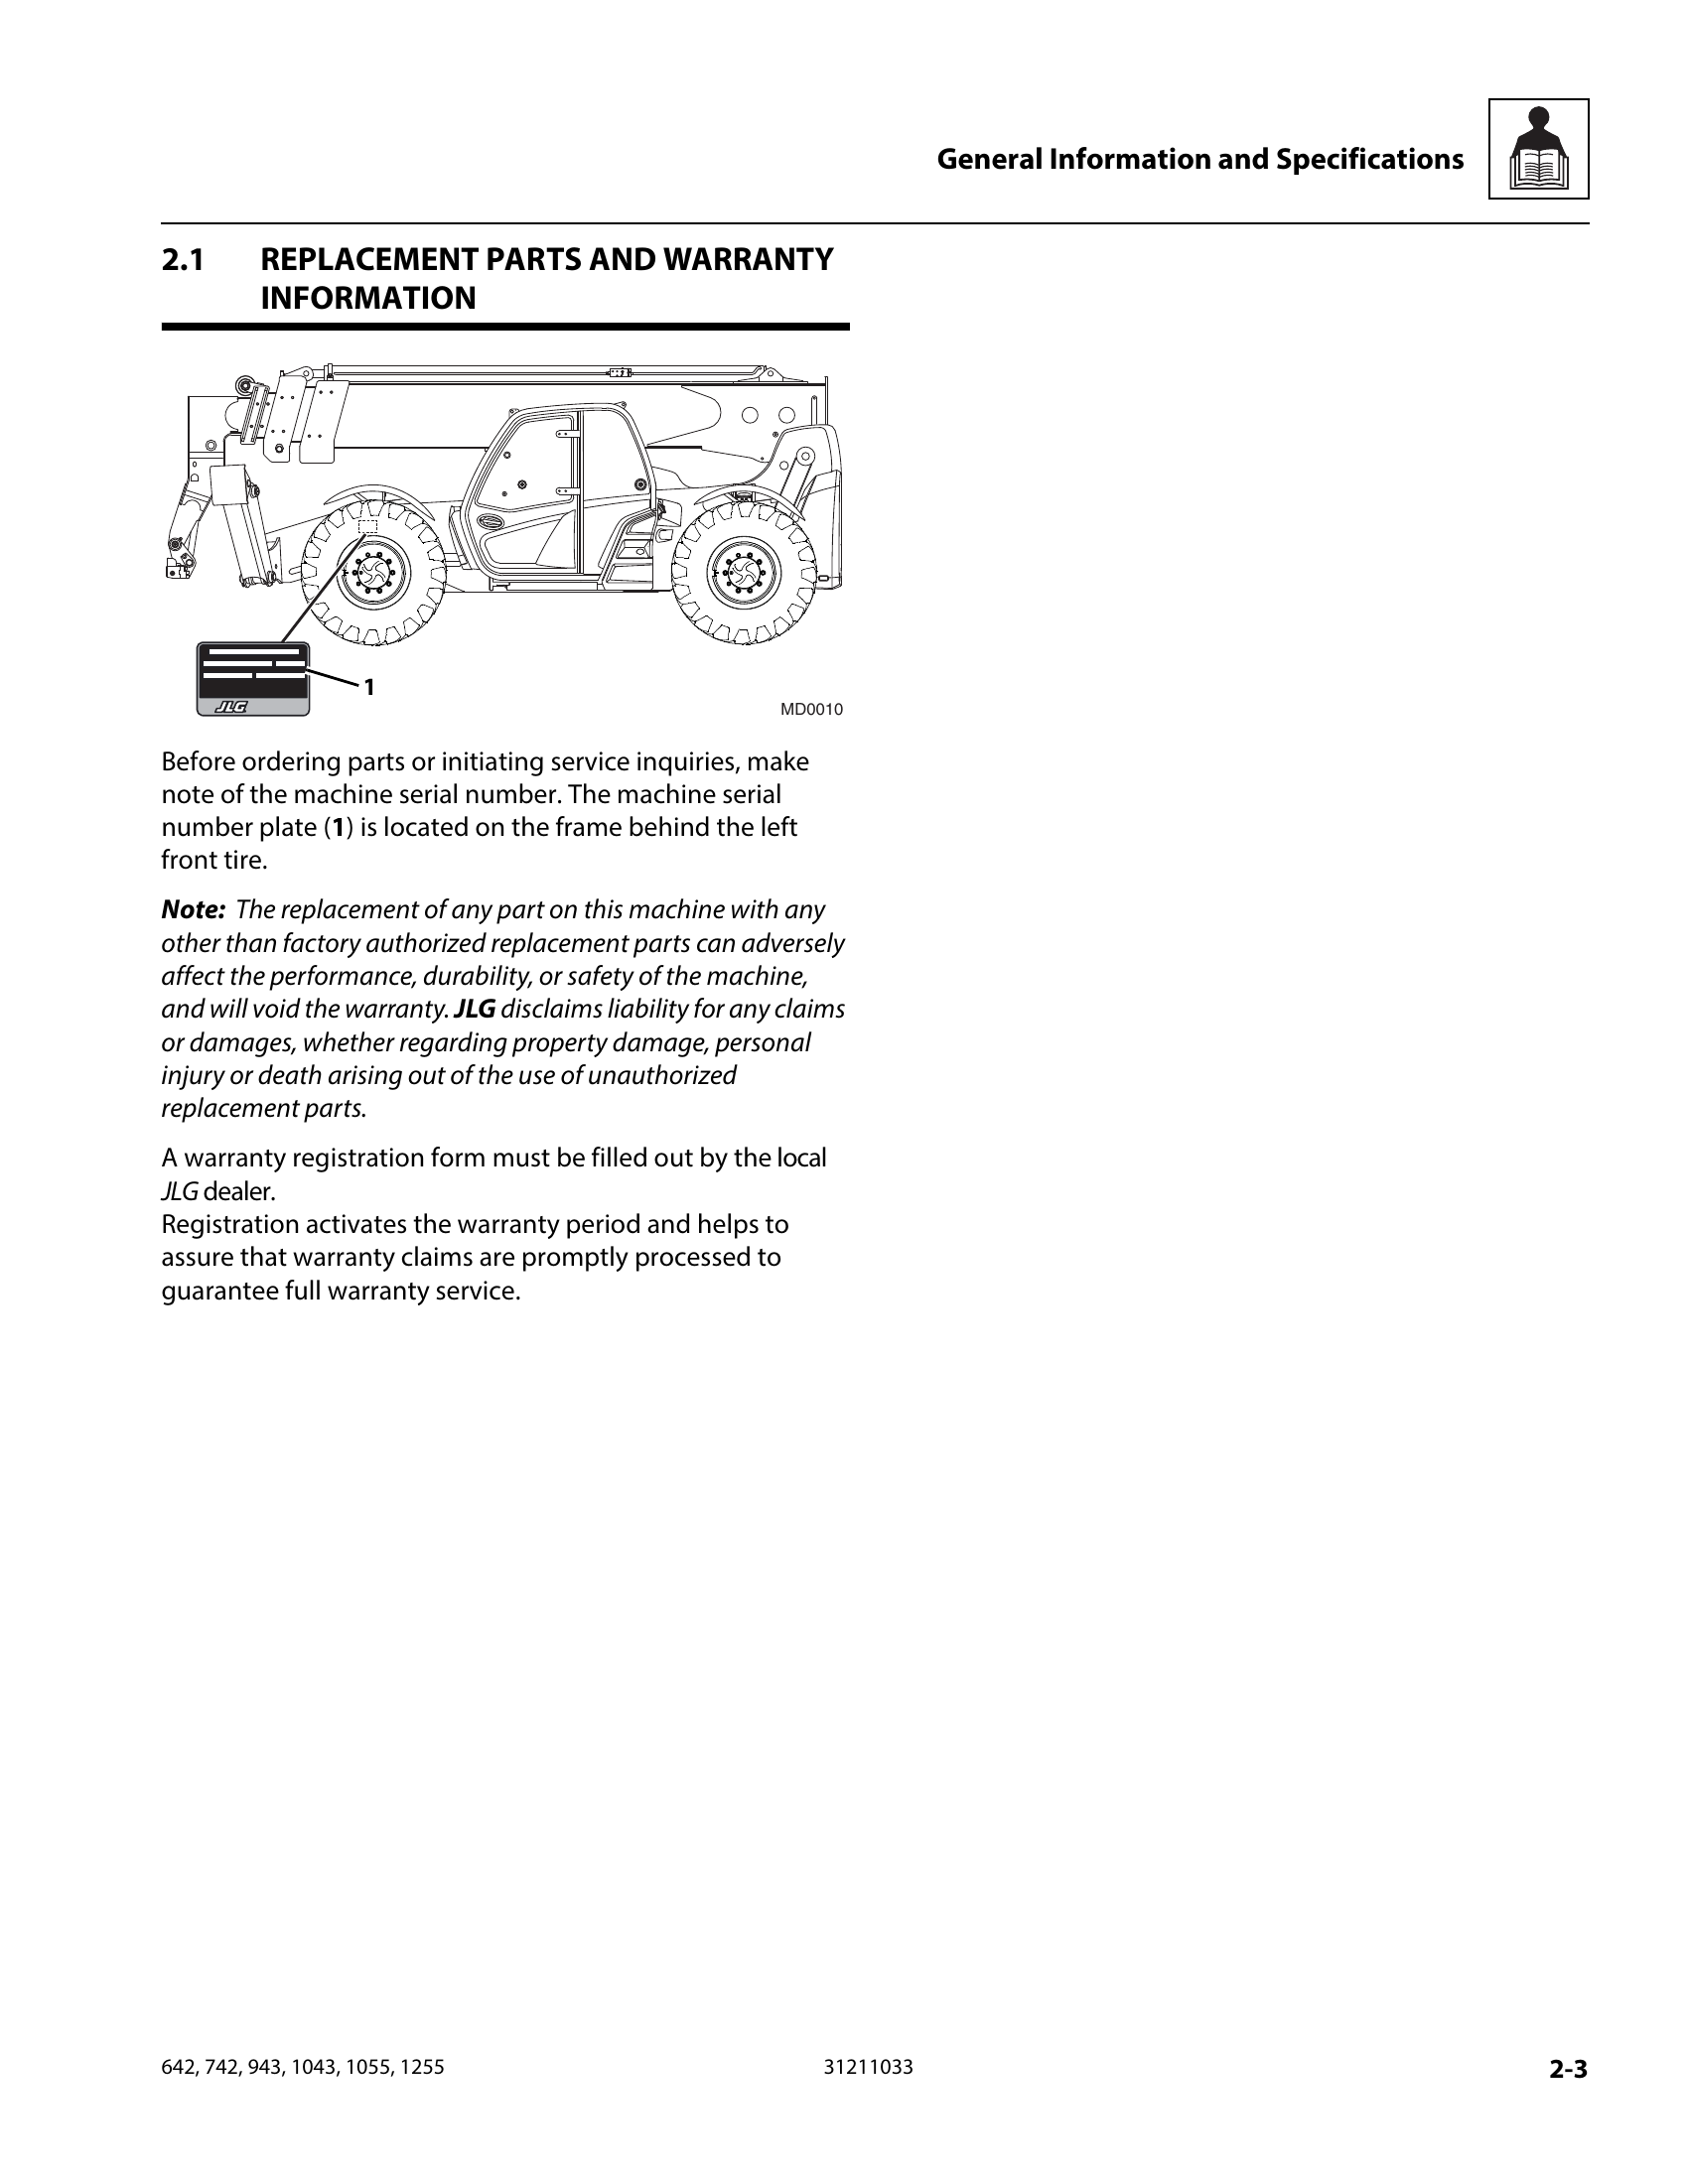 General Information and Specifications
2.1 REPLACEMENT PARTS AND WARRANTY
INFORMATION
1
JLG
MD0010
Before ordering parts or initiating service inquiries, make
note of the machine serial number. The machine serial
number plate (1) is located on the frame behind the left
front tire.
Note: The replacement of any part on this machine with any
other than factory authorized replacement parts can adversely
affect the performance, durability, or safety of the machine,
and will void the warranty. JLG disclaims liability for any claims
or damages, whether regarding property damage, personal
injury or death arising out of the use of unauthorized
replacement parts.
A warranty registration form must be filled out by the local
JLG dealer.
Registration activates the warranty period and helps to
assure that warranty claims are promptly processed to
guarantee full warranty service.
642, 742, 943, 1043, 1055, 1255 31211033 2-3